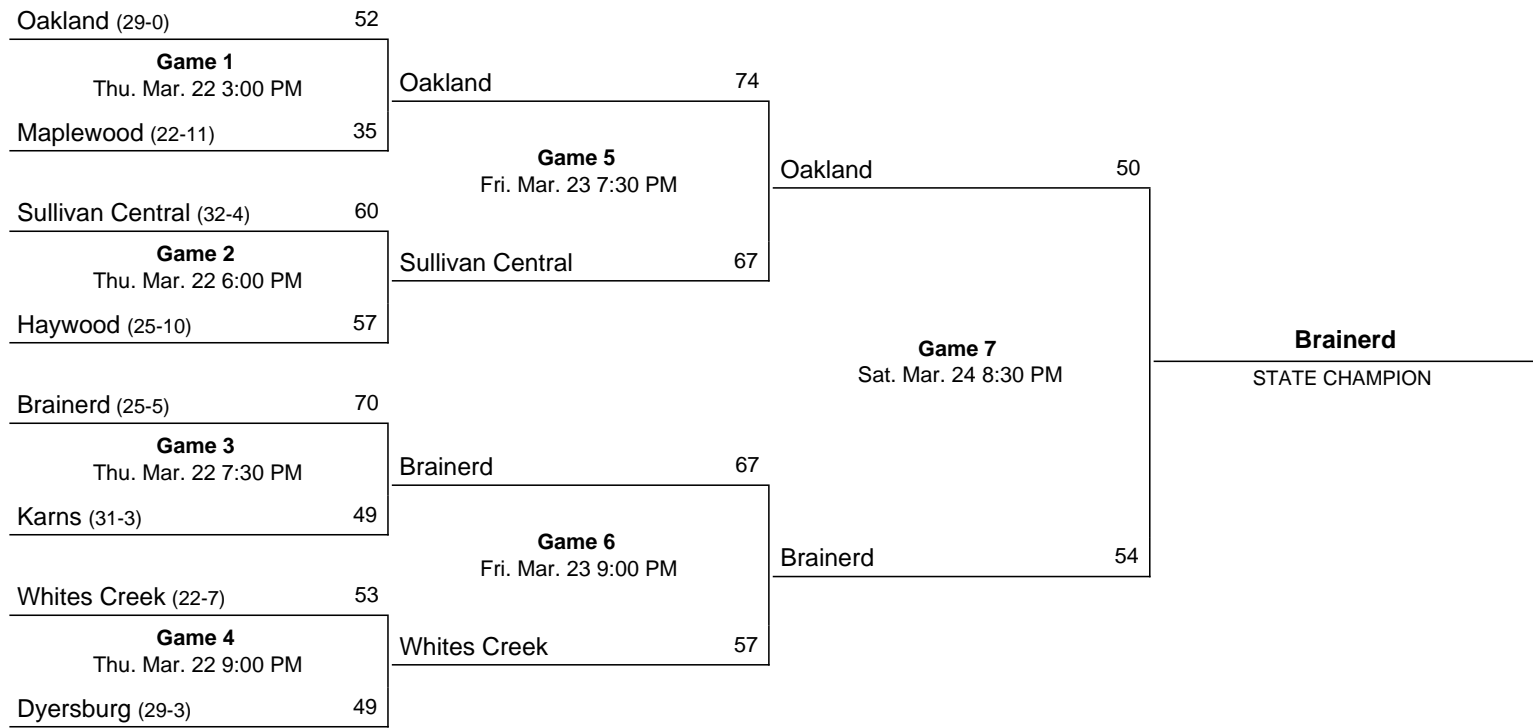 Oakland (29-0) 52
Game 1
Thu. Mar. 22 3:00 PM
Maplewood (22-11) 35
Sullivan Central (32-4) 60
Game 2
Thu. Mar. 22 6:00 PM
Haywood (25-10) 57
Brainerd (25-5) 70
Game 3
Thu. Mar. 22 7:30 PM
Karns (31-3) 49
Whites Creek (22-7) 53
Game 4
Thu. Mar. 22 9:00 PM
Dyersburg (29-3) 49
Oakland 74
Game 5
Fri. Mar. 23 7:30 PM
Sullivan Central 67
Brainerd 67
Game 6
Fri. Mar. 23 9:00 PM
Whites Creek 57
Oakland 50
Game 7
Sat. Mar. 24 8:30 PM
Brainerd 54
Brainerd
STATE CHAMPION